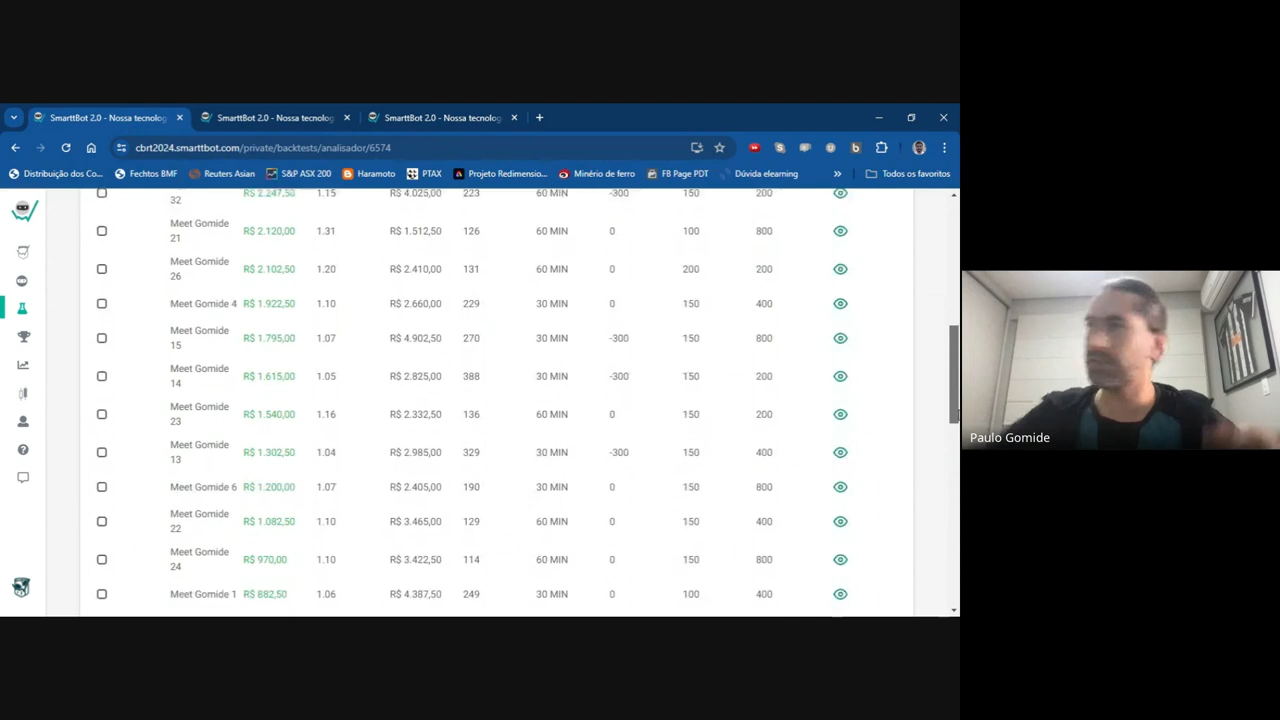 SmarttBot 2.0 - Nossa tecnolog
SmarttBot 2.0 - Nossa tecnolog
SmarttBot 2.0 - Nossa tecnolog
cbrt2024.smarttbot.com/private/backtests/analisador/6574
Distribuição dos Co...
Fechtos BMF
Reuters Asian
S&P ASX 200
Haramoto
PTAX
Projeto Redimensio...
Minério de ferro
FB Page PDT
Dúvida elearning
»
Todos os favoritos
32 R$ 2.247,50 1.15 R$ 4.025,00 223 60 MIN -300 150 200
Meet Gomide 21 R$ 2.120,00 1.31 R$ 1.512,50 126 60 MIN 0 100 800
Meet Gomide 26 R$ 2.102,50 1.20 R$ 2.410,00 131 60 MIN 0 200 200
Meet Gomide 4 R$ 1.922,50 1.10 R$ 2.660,00 229 30 MIN 0 150 400
Meet Gomide 15 R$ 1.795,00 1.07 R$ 4.902,50 270 30 MIN -300 150 800
Meet Gomide 14 R$ 1.615,00 1.05 R$ 2.825,00 388 30 MIN -300 150 200
Meet Gomide 23 R$ 1.540,00 1.16 R$ 2.332,50 136 60 MIN 0 150 200
Meet Gomide 13 R$ 1.302,50 1.04 R$ 2.985,00 329 30 MIN -300 150 400
Meet Gomide 6 R$ 1.200,00 1.07 R$ 2.405,00 190 30 MIN 0 150 800
Meet Gomide 22 R$ 1.082,50 1.10 R$ 3.465,00 129 60 MIN 0 150 400
Meet Gomide 24 R$ 970,00 1.10 R$ 3.422,50 114 60 MIN 0 150 800
Meet Gomide 1 R$ 882,50 1.06 R$ 4.387,50 249 30 MIN 0 100 400
Paulo Gomide